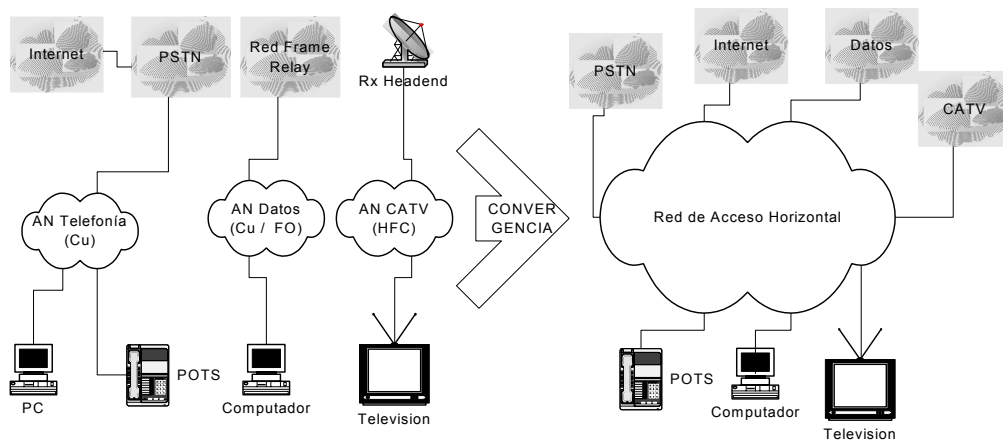 Internet
PSTN
Red Frame
Relay
Rx Headend
AN Telefonía
(Cu)
AN Datos
(Cu / FO)
AN CATV
(HFC)
PC
POTS
Computador
Television
CONVER
GENCIA
PSTN
Internet
Datos
CATV
Red de Acceso Horizontal
POTS
Computador
Television